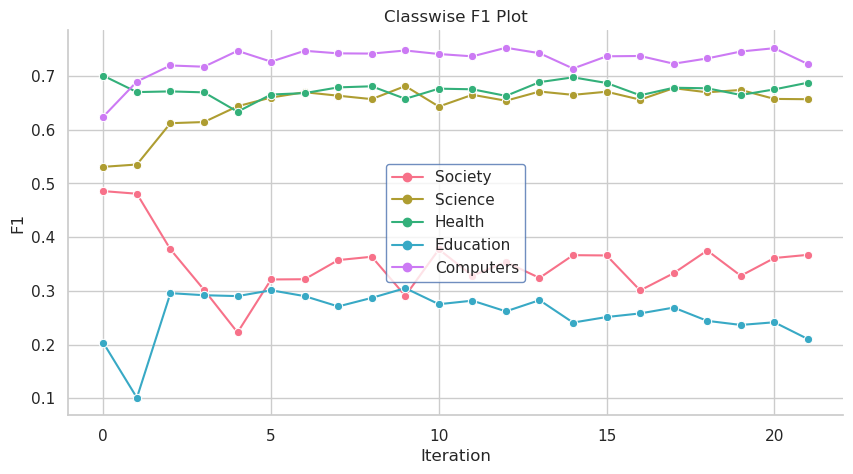 Classwise F1 Plot
F1
0.7
0.6
0.5
0.4
0.3
0.2
0.1
Society
Science
Health
Education
Computers
0 5 10 15 20
Iteration